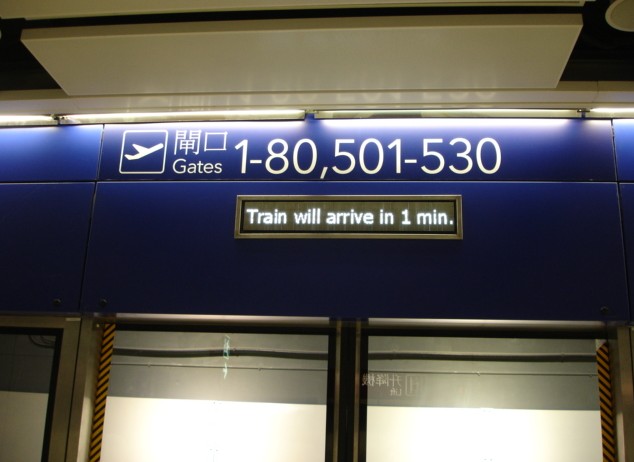 閘口
Gates 1-80,501-530
Train will arrive in 1 min.